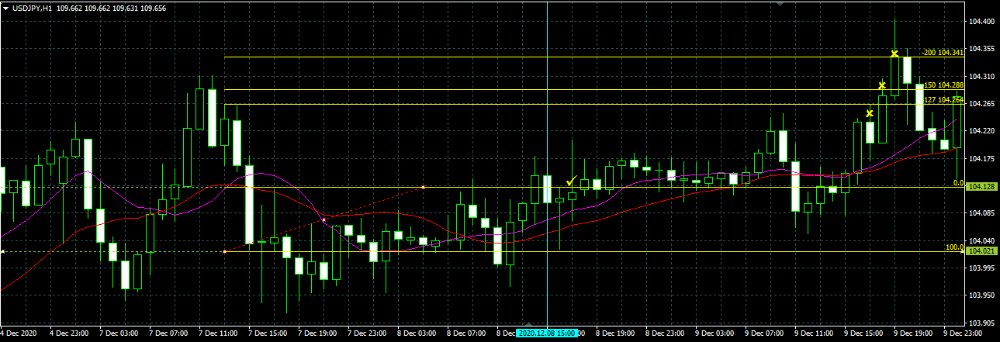 USDJPY,H1 109.662 109.662 109.631 109.656
104.400
104.355
-200 104.341
104.310
150 104.288
104.265
127 104.264
104.220
104.175
0.0
104.128
104.085
104.040
100.0
104.021
103.995
103.950
103.905
4 Dec 2020
4 Dec 23:00
7 Dec 03:00
7 Dec 07:00
7 Dec 11:00
7 Dec 15:00
7 Dec 19:00
7 Dec 23:00
8 Dec 03:00
8 Dec 07:00
8 Dec
2020.12.08 15:00
8 Dec 19:00
8 Dec 23:00
9 Dec 03:00
9 Dec 07:00
9 Dec 11:00
9 Dec 15:00
9 Dec 19:00
9 Dec 23:00